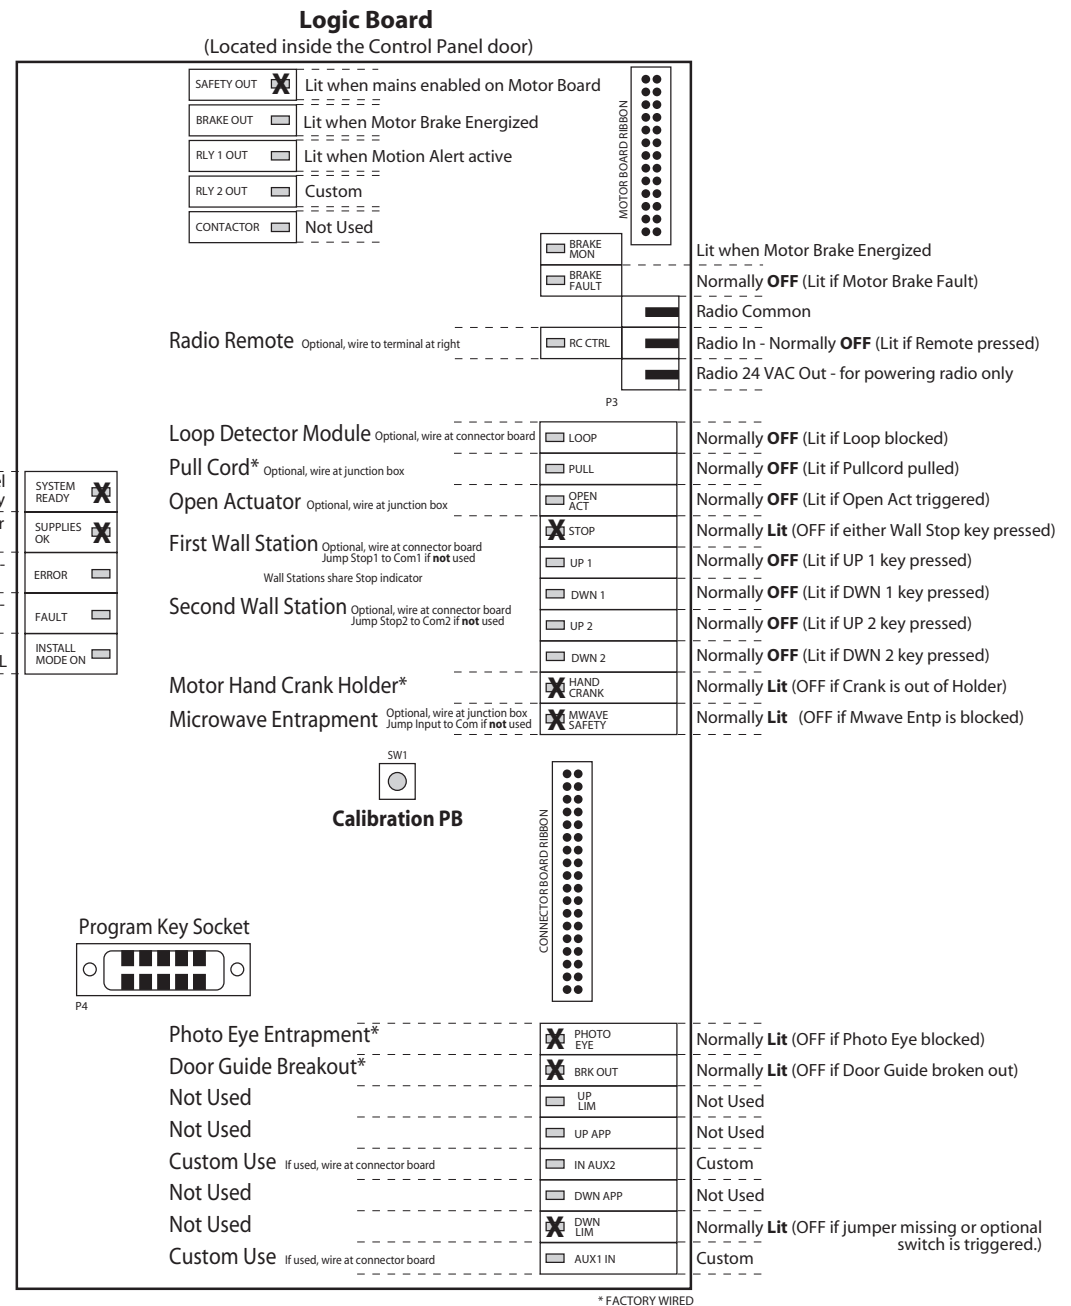 Logic Board
(Located inside the Control Panel door)
SAFETY OUT X Lit when mains enabled on Motor Board
BRAKE OUT Lit when Motor Brake Energized
RLY 1 OUT Lit when Motion Alert active
RLY 2 OUT Custom
CONTACTOR Not Used
MOTOR BOARD RIBBON
BRAKE
MON
Lit when Motor Brake Energized
BRAKE
FAULT
Normally OFF (Lit if Motor Brake Fault)
Radio Common
Radio Remote Optional, wire to terminal at right RC CTRL Radio In - Normally OFF (Lit if Remote pressed)
Radio 24 VAC Out - for powering radio only
P3
Loop Detector Module Optional, wire at connector board LOOP Normally OFF (Lit if Loop blocked)
Pull Cord* Optional, wire at junction box PULL Normally OFF (Lit if Pullcord pulled)
Open Actuator Optional, wire at junction box OPEN
ACT
Normally OFF (Lit if Open Act triggered)
X STOP Normally Lit (OFF if either Wall Stop key pressed)
First Wall Station Optional, wire at connector board
Jump Stop1 to Com1 if not used
UP 1 Normally OFF (Lit if UP 1 key pressed)
Wall Stations share Stop indicator
DWN 1 Normally OFF (Lit if DWN 1 key pressed)
Second Wall Station Optional, wire at connector board
Jump Stop2 to Com2 if not used
UP 2 Normally OFF (Lit if UP 2 key pressed)
DWN 2 Normally OFF (Lit if DWN 2 key pressed)
Motor Hand Crank Holder* X HAND
CRANK
Normally Lit (OFF if Crank is out of Holder)
Microwave Entrapment Optional, wire at junction box
Jump Input to Com if not used
X MWAVE
SAFETY
Normally Lit (OFF if Mwave Entp is blocked)
SYSTEM
READY X
SUPPLIES
OK X
ERROR
FAULT
INSTALL
MODE ON
SW1
Calibration PB
CONNECTOR BOARD RIBBON
Program Key Socket
P4
Photo Eye Entrapment* X PHOTO
EYE
Normally Lit (OFF if Photo Eye blocked)
Door Guide Breakout* X BRK OUT Normally Lit (OFF if Door Guide broken out)
Not Used UP
LIM
Not Used
Not Used UP APP Not Used
Custom Use If used, wire at connector board IN AUX2 Custom
Not Used DWN APP Not Used
Not Used X DWN
LIM
Normally Lit (OFF if jumper missing or optional
switch is triggered.)
Custom Use If used, wire at connector board AUX1 IN Custom
* FACTORY WIRED